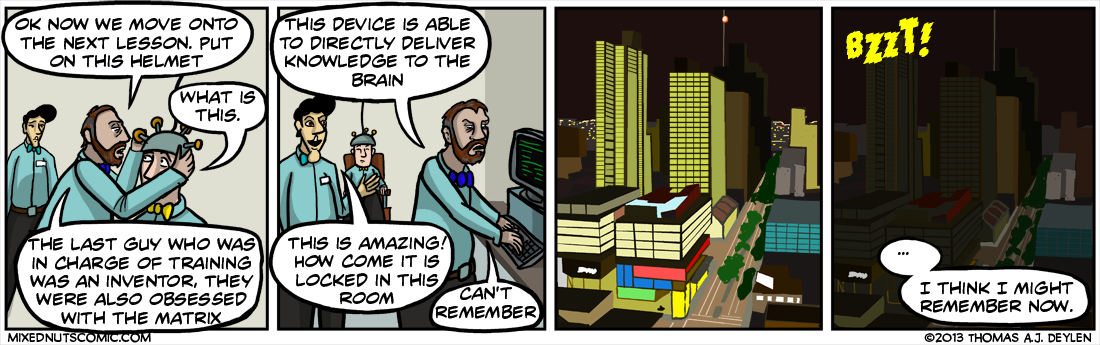 OK NOW WE MOVE ONTO
THE NEXT LESSON. PUT
ON THIS HELMET
WHAT IS
THIS.
THE LAST GUY WHO WAS
IN CHARGE OF TRAINING
WAS AN INVENTOR, THEY
WERE ALSO OBSESSED
WITH THE MATRIX
THIS DEVICE IS ABLE
TO DIRECTLY DELIVER
KNOWLEDGE TO THE
BRAIN
THIS IS AMAZING!
HOW COME IT IS
LOCKED IN THIS
ROOM
CAN'T
REMEMBER
BZZT!
...
I THINK I MIGHT
REMEMBER NOW.
MIXEDNUTSCOMIC.COM
©2013 THOMAS A.J. DEYLEN